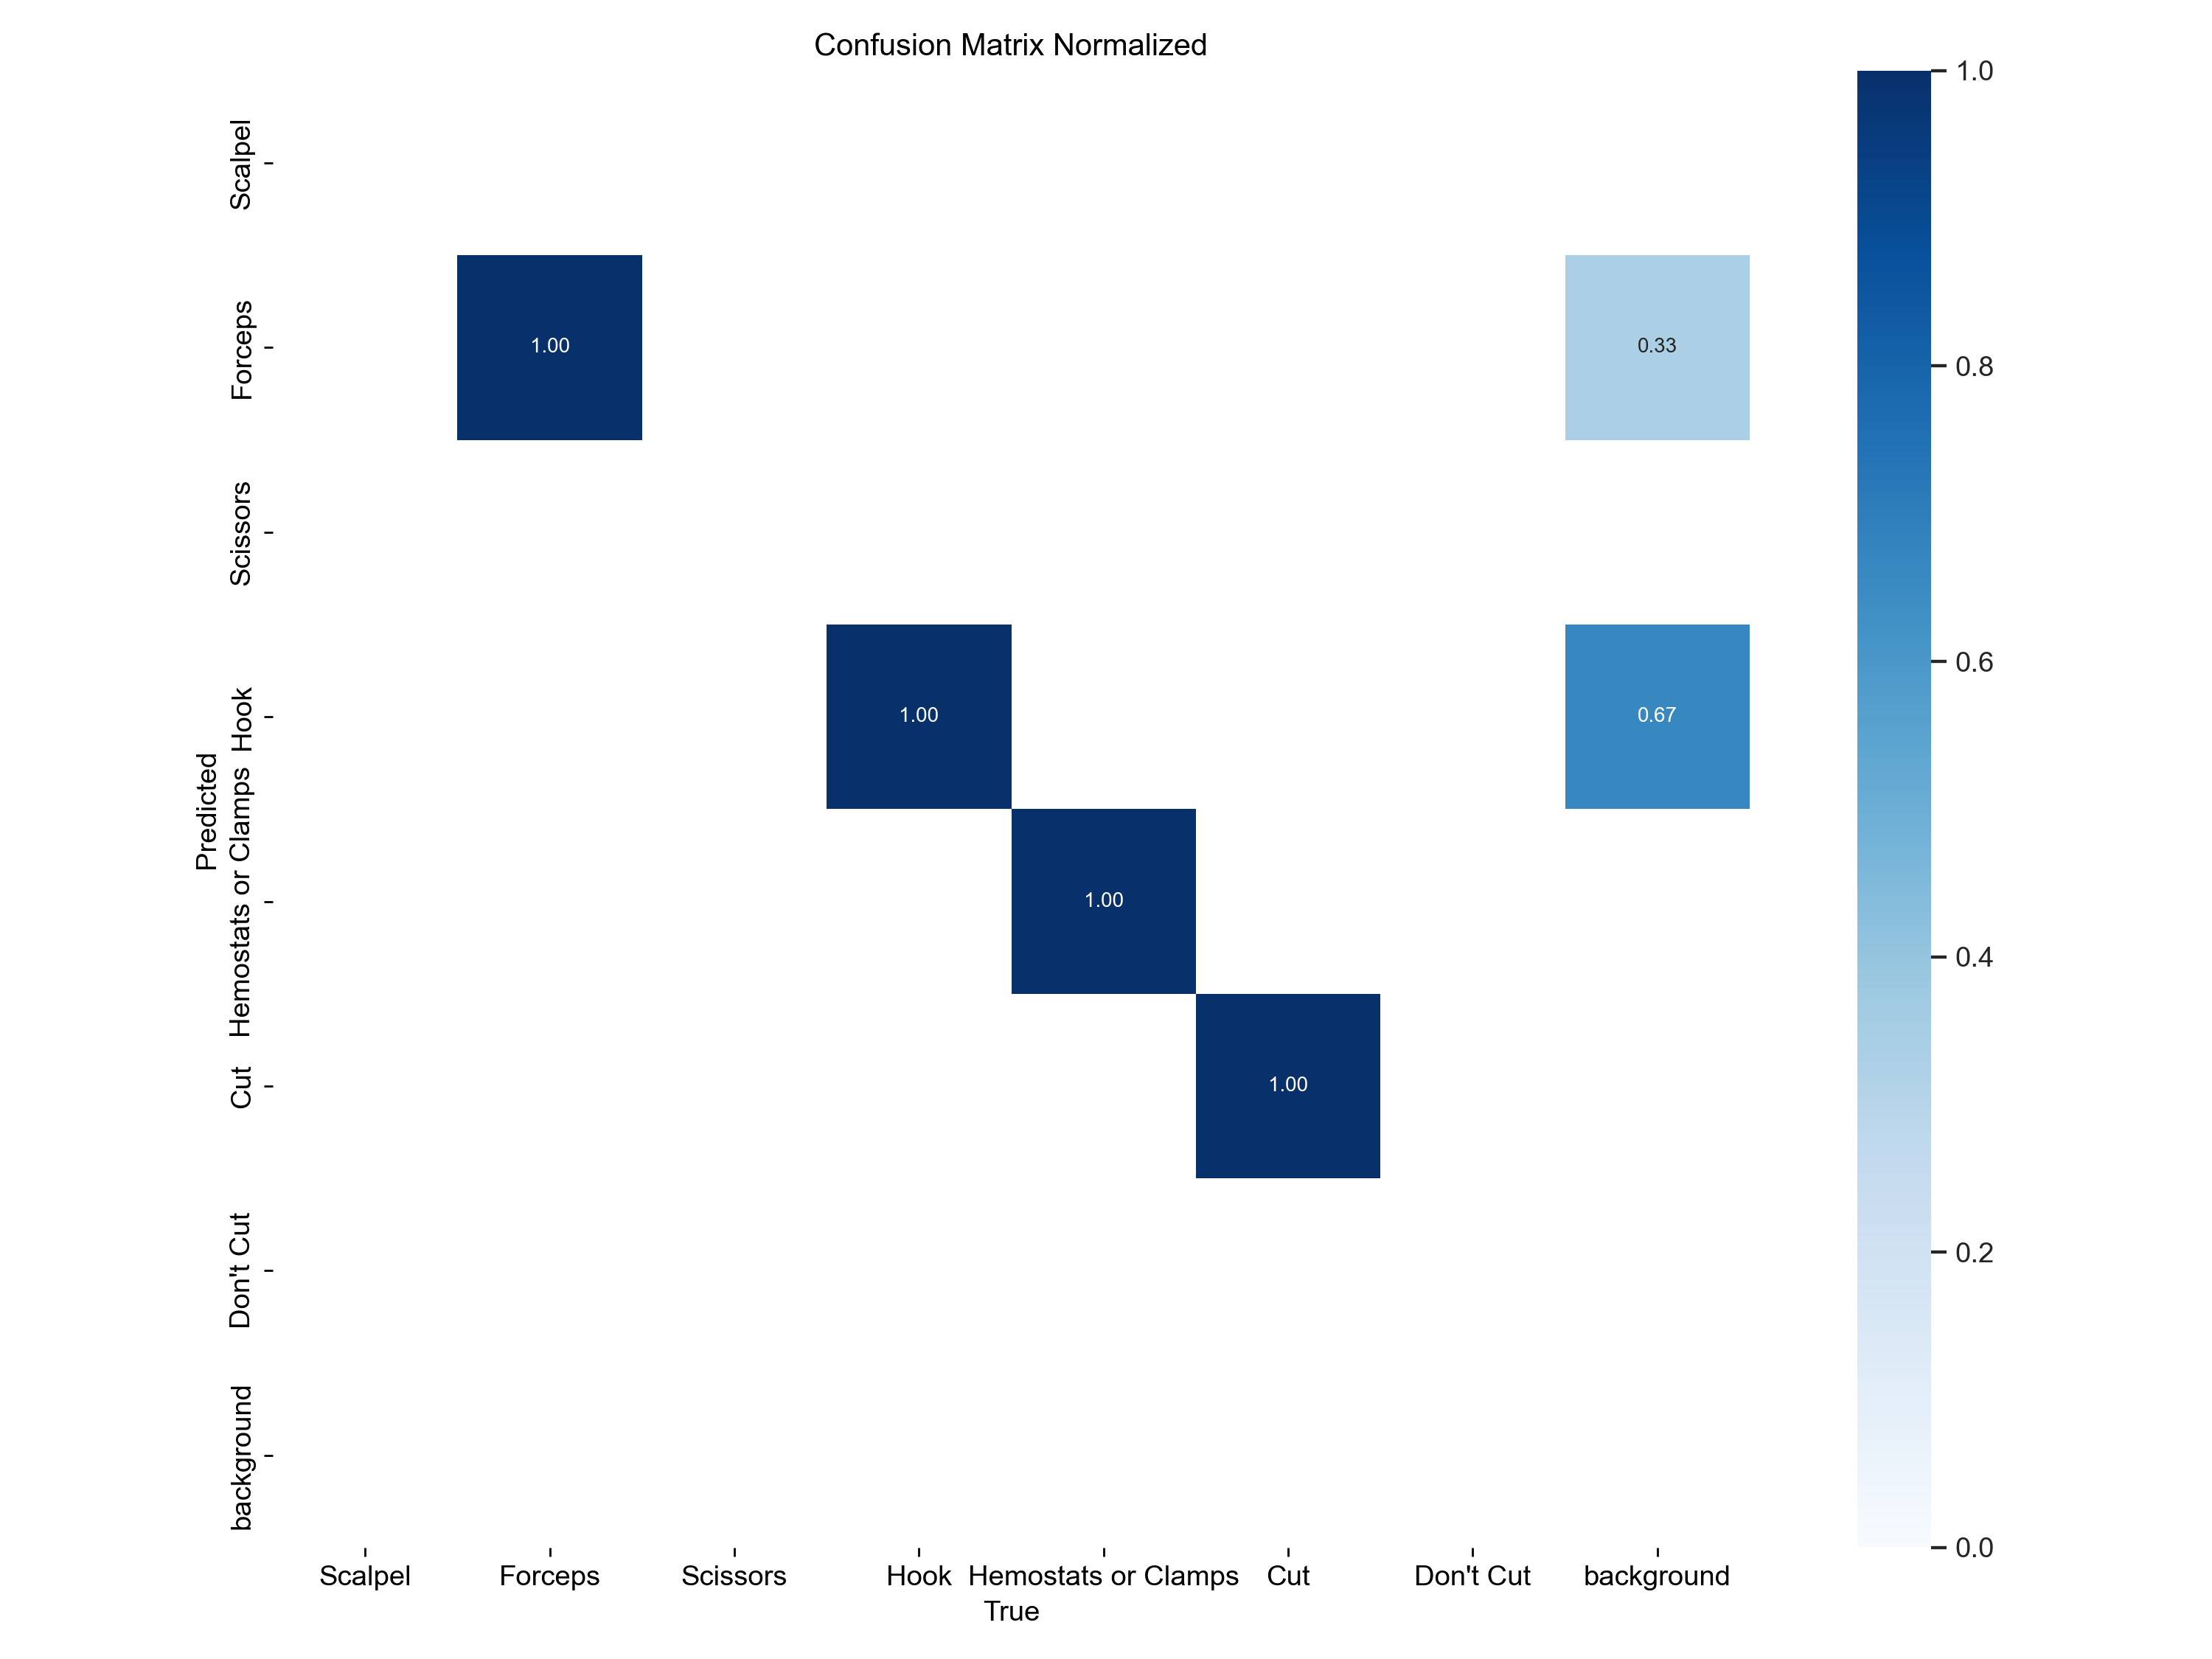 Confusion Matrix Normalized
Predicted
Scalpel
Forceps
Scissors
Hook
Hemostats or Clamps
Cut
Don't Cut
background
1.00
0.33
1.00
0.67
1.00
1.00
Scalpel Forceps Scissors Hook Hemostats or Clamps Cut Don't Cut background
True
1.0
0.8
0.6
0.4
0.2
0.0